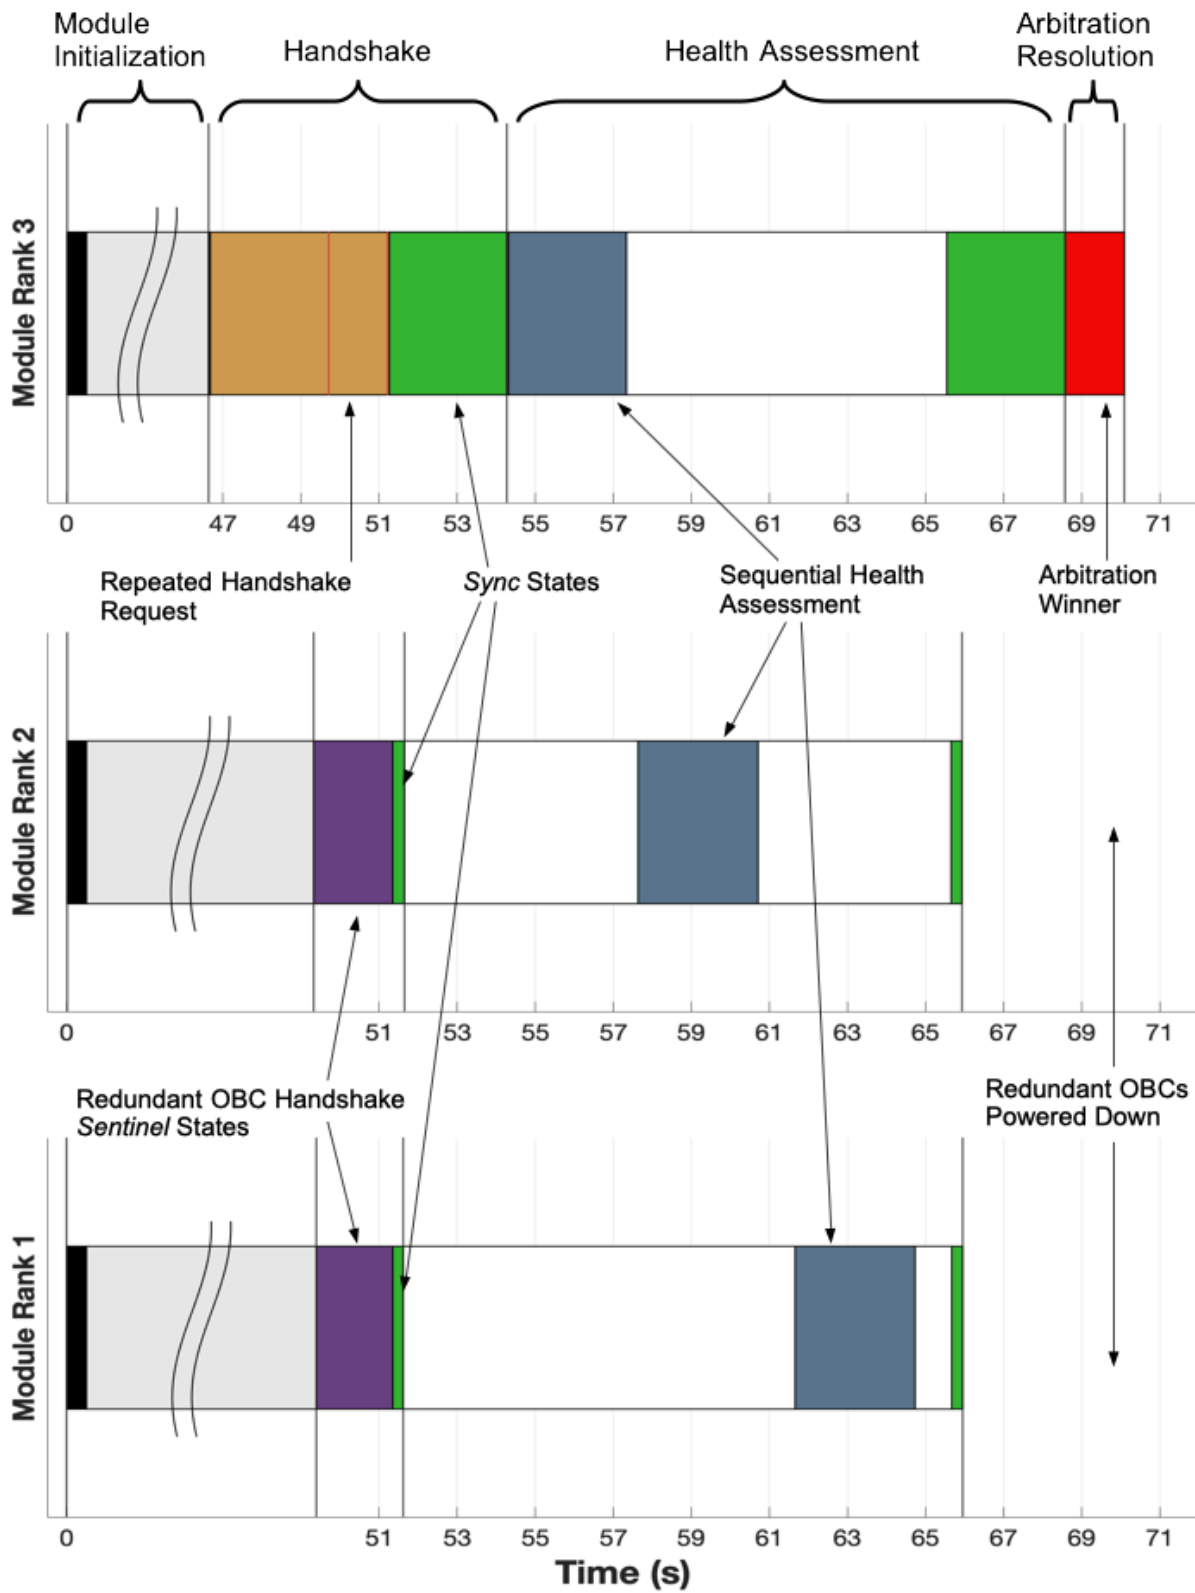 Module
Initialization
Handshake
Health Assessment
Arbitration
Resolution
Module Rank 3
0 47 49 51 53 55 57 59 61 63 65 67 69 71
Repeated Handshake
Request
Sync States
Sequential Health
Assessment
Arbitration
Winner
Module Rank 2
0 51 53 55 57 59 61 63 65 67 69 71
Redundant OBC Handshake
Sentinel States
Redundant OBCs
Powered Down
Module Rank 1
0 51 53 55 57 59 61 63 65 67 69 71
Time (s)